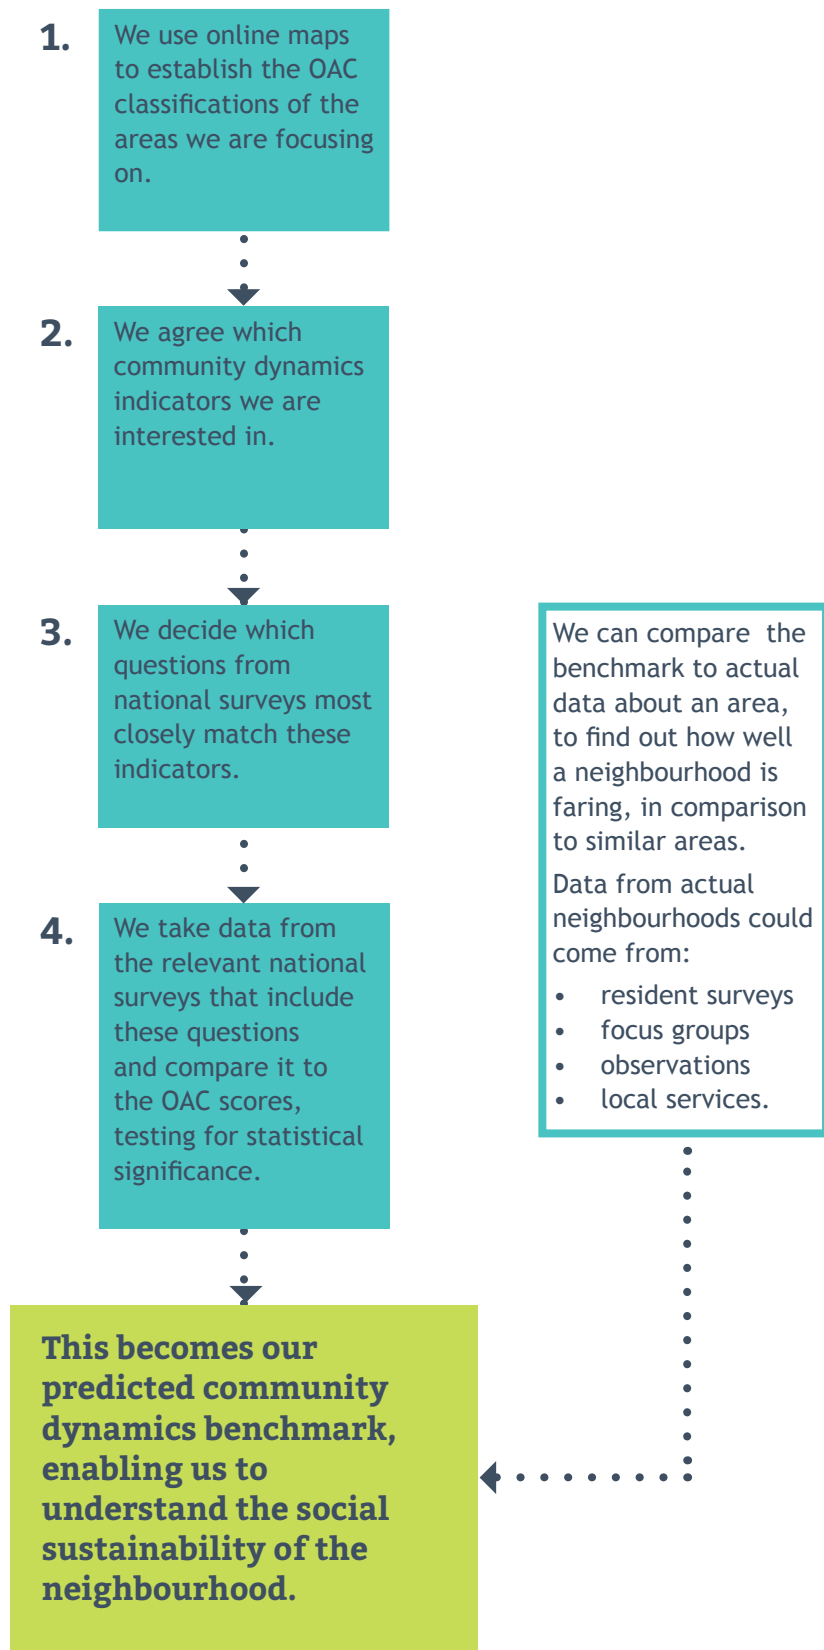 1.
We use online maps
to establish the OAC
classifications of the
areas we are focusing
on.
2.
We agree which
community dynamics
indicators we are
interested in.
3.
We decide which
questions from
national surveys most
closely match these
indicators.
4.
We take data from
the relevant national
surveys that include
these questions
and compare it to
the OAC scores,
testing for statistical
significance.
This becomes our
predicted community
dynamics benchmark,
enabling us to
understand the social
sustainability of the
neighbourhood.
We can compare the
benchmark to actual
data about an area,
to find out how well
a neighbourhood is
faring, in comparison
to similar areas.
Data from actual
neighbourhoods could
come from:
• resident surveys
• focus groups
• observations
• local services.